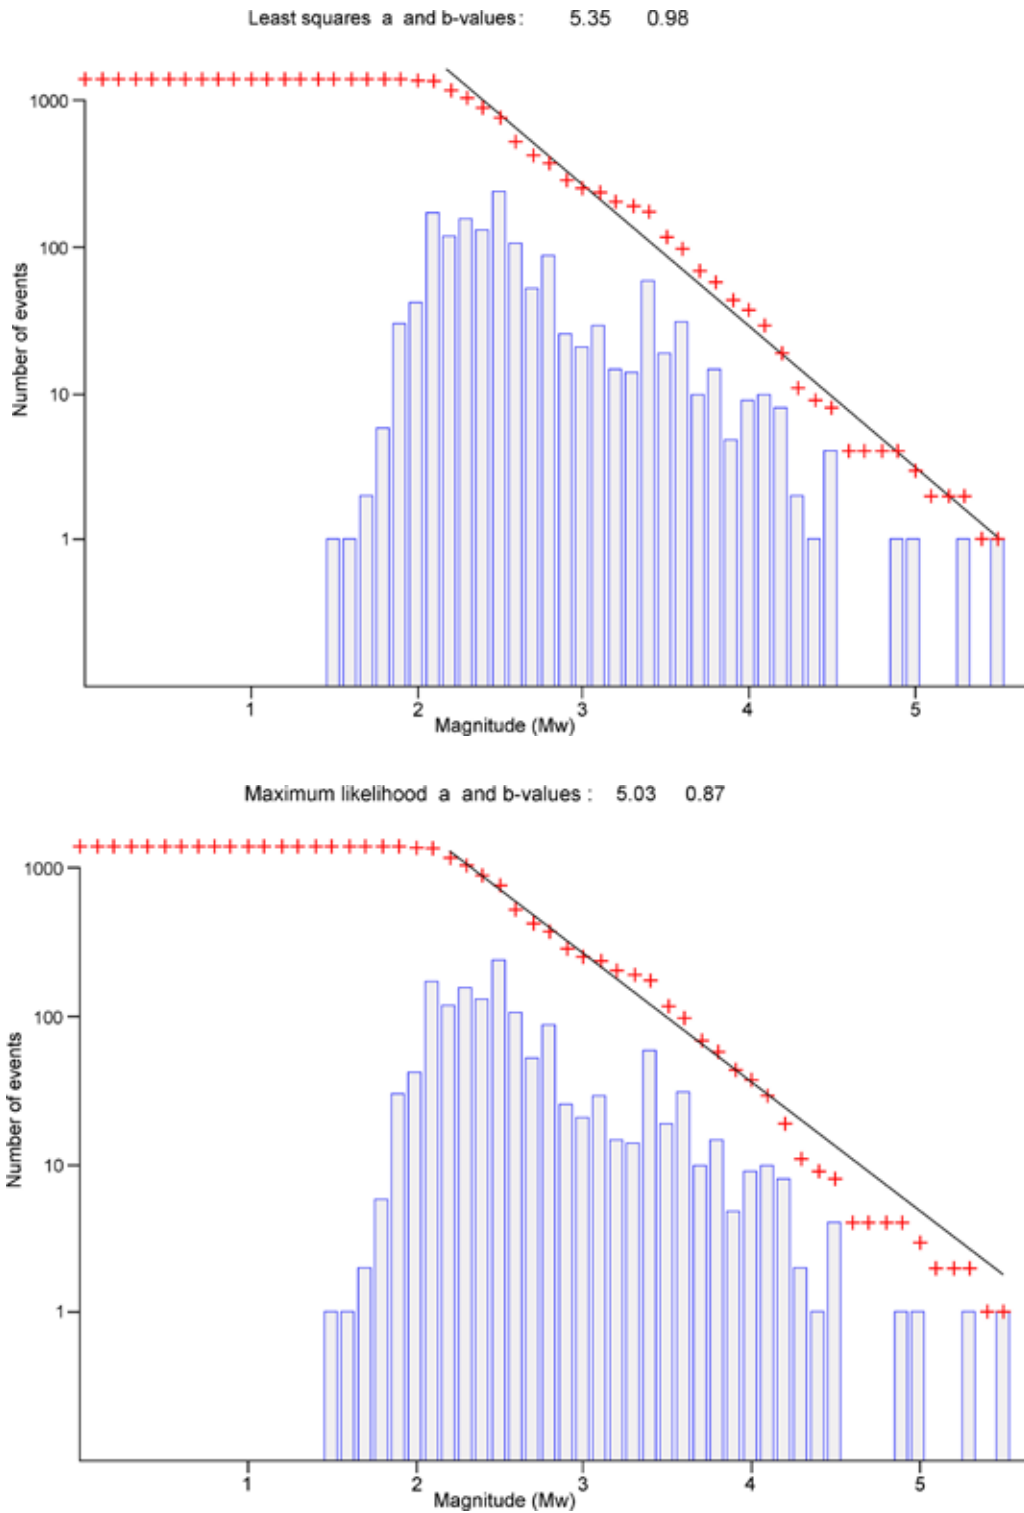 Least squares a and b-values: 5.35 0.98
1000
100
10
1
Number of events
1 2 3 4 5
Magnitude (Mw)
Maximum likelihood a and b-values : 5.03 0.87
1000
100
10
1
Number of events
1 2 3 4 5
Magnitude (Mw)